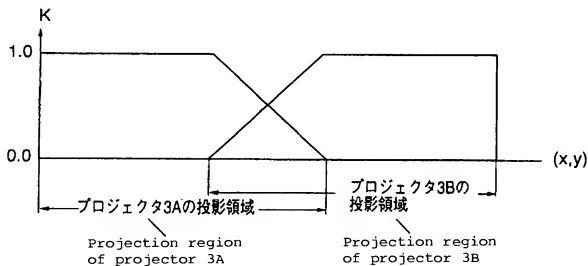 K
1.0
0.0
(x,y)
プロジェクタ3Aの投影領域
プロジェクタ3Bの
投影領域
Projection region
of projector 3A
Projection region
of projector 3B